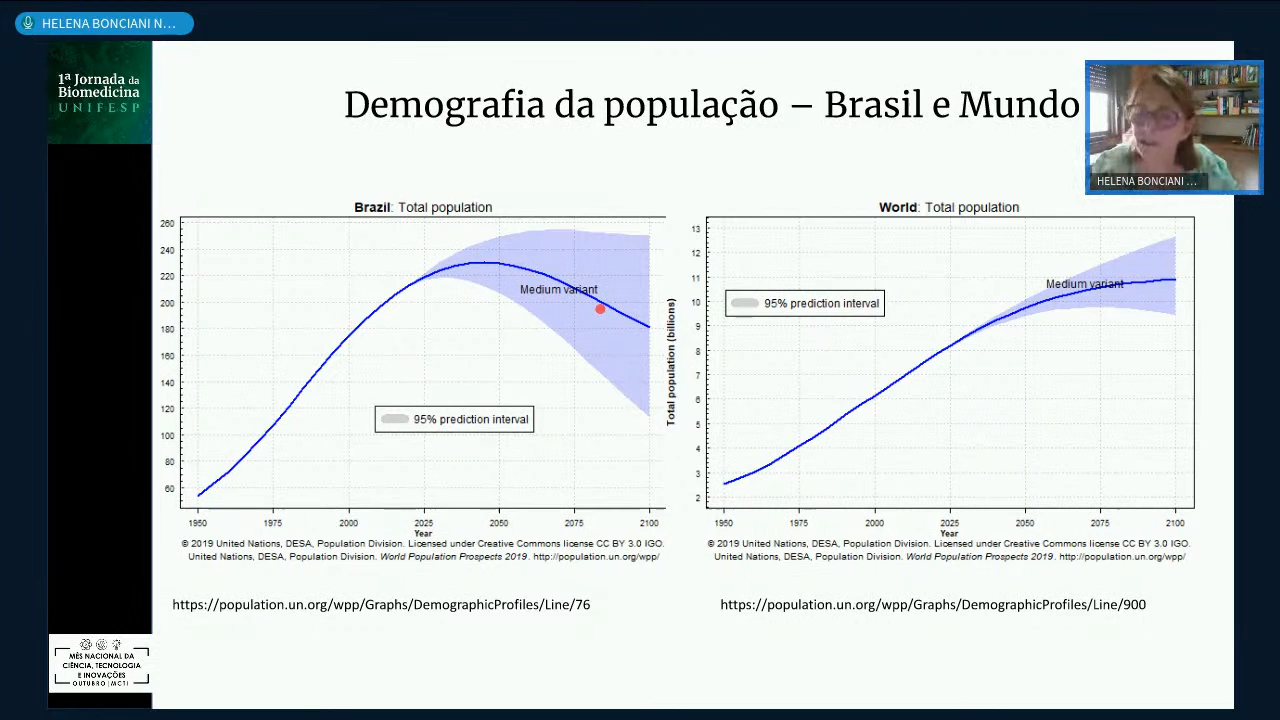 HELENA BONCIANI N...
1ª Jornada da
Biomedicina
UNIFESP
Demografia da população – Brasil e Mundo
HELENA BONCIANI ...
Brazil: Total population
260
240
220
200
180
160
140
120
100
80
60
Medium variant
95% prediction interval
1950 1975 2000 2025 2050 2075 2100
Year
© 2019 United Nations, DESA, Population Division. Licensed under Creative Commons license CC BY 3.0 IGO.
United Nations, DESA, Population Division. World Population Prospects 2019. http://population.un.org/wpp/
https://population.un.org/wpp/Graphs/DemographicProfiles/Line/76
World: Total population
Total population (billions)
13
12
11
10
9
8
7
6
5
4
3
2
Medium variant
95% prediction interval
1950 1975 2000 2025 2050 2075 2100
Year
© 2019 United Nations, DESA, Population Division. Licensed under Creative Commons license CC BY 3.0 IGO.
United Nations, DESA, Population Division. World Population Prospects 2019. http://population.un.org/wpp/
https://population.un.org/wpp/Graphs/DemographicProfiles/Line/900
MÊS NACIONAL DA
CIÊNCIA, TECNOLOGIA
E INOVAÇÕES
OUTUBRO | MCTI